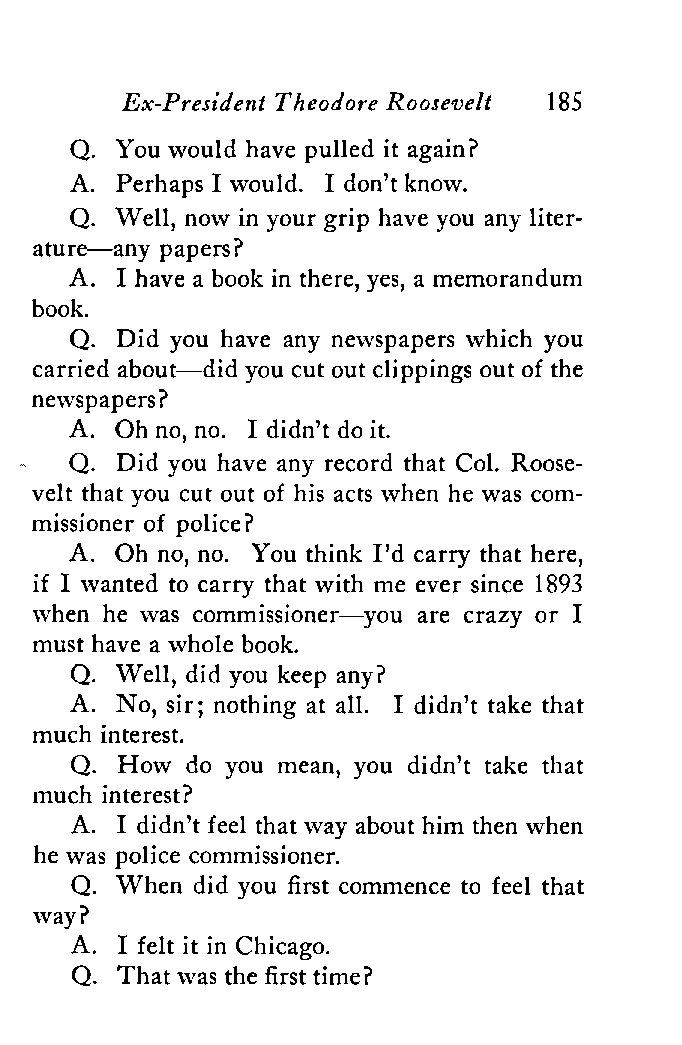 Ex-President Theodore Roosevelt 185
Q. You would have pulled it again?
A. Perhaps I would. I don't know.
Q. Well, now in your grip have you any liter-
ature—any papers?
A. I have a book in there, yes, a memorandum
book.
Q. Did you have any newspapers which you
carried about—did you cut out clippings out of the
newspapers?
A. Oh no, no. I didn't do it.
Q. Did you have any record that Col. Roose-
velt that you cut out of his acts when he was com-
missioner of police?
A. Oh no, no. You think I'd carry that here,
if I wanted to carry that with me ever since 1893
when he was commissioner—you are crazy or I
must have a whole book.
Q. Well, did you keep any?
A. No, sir; nothing at all. I didn't take that
much interest.
Q. How do you mean, you didn't take that
much interest?
A. I didn't feel that way about him then when
he was police commissioner.
Q. When did you first commence to feel that
way?
A. I felt it in Chicago.
Q. That was the first time?